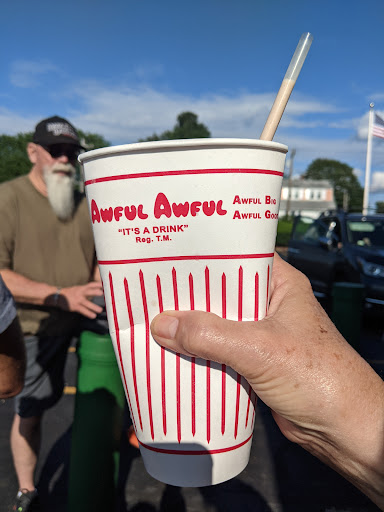 Awful Awful
"IT'S A DRINK"
Reg. T.M.
Awful Big
Awful Good